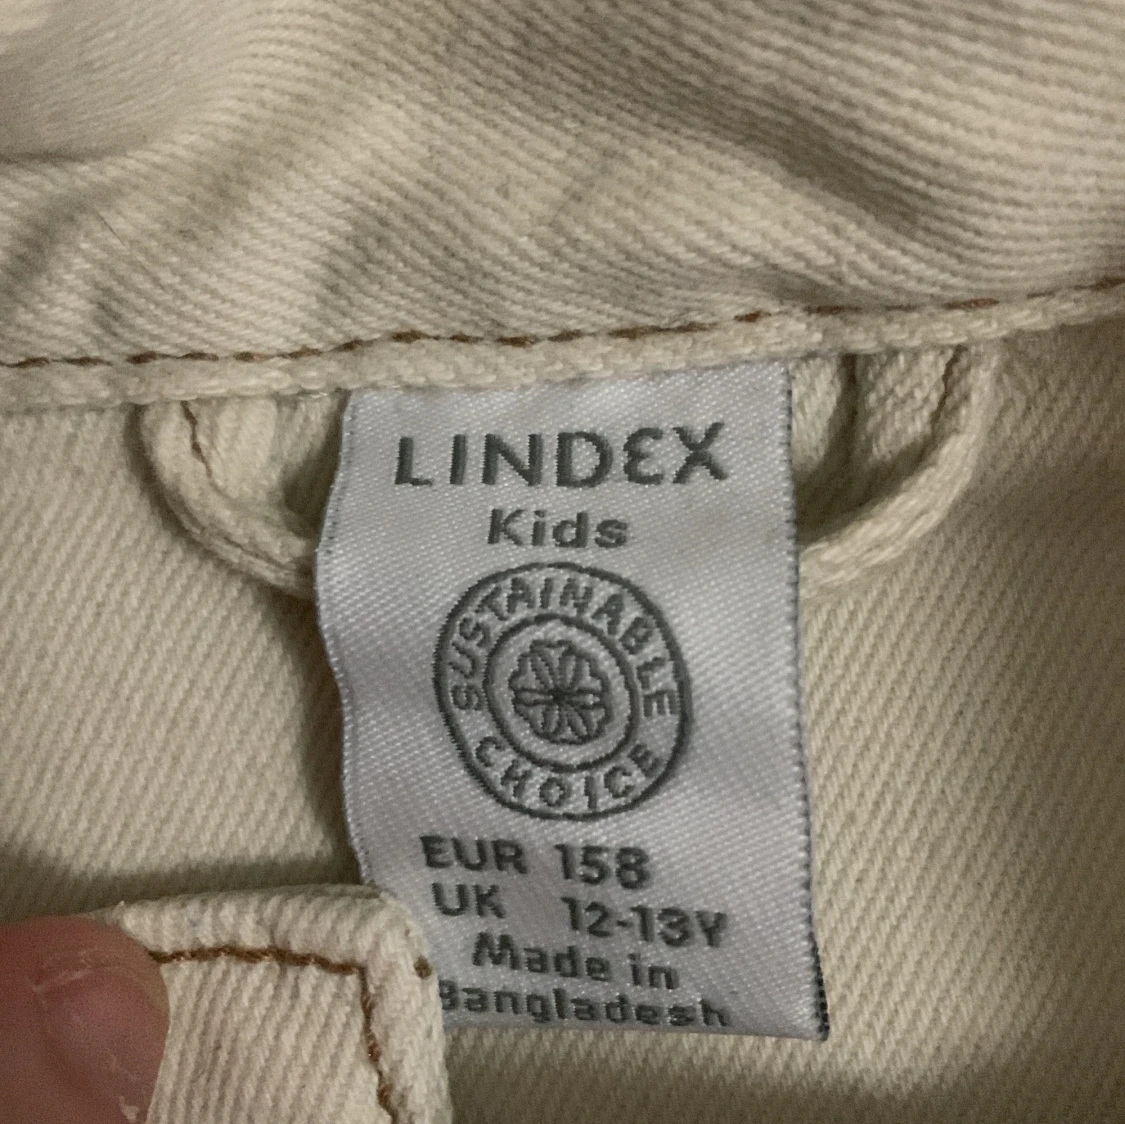 LINDEX
Kids
SUSTAINABLE
CHOICE
EUR 158
UK 12-13Y
Made in
Bangladesh